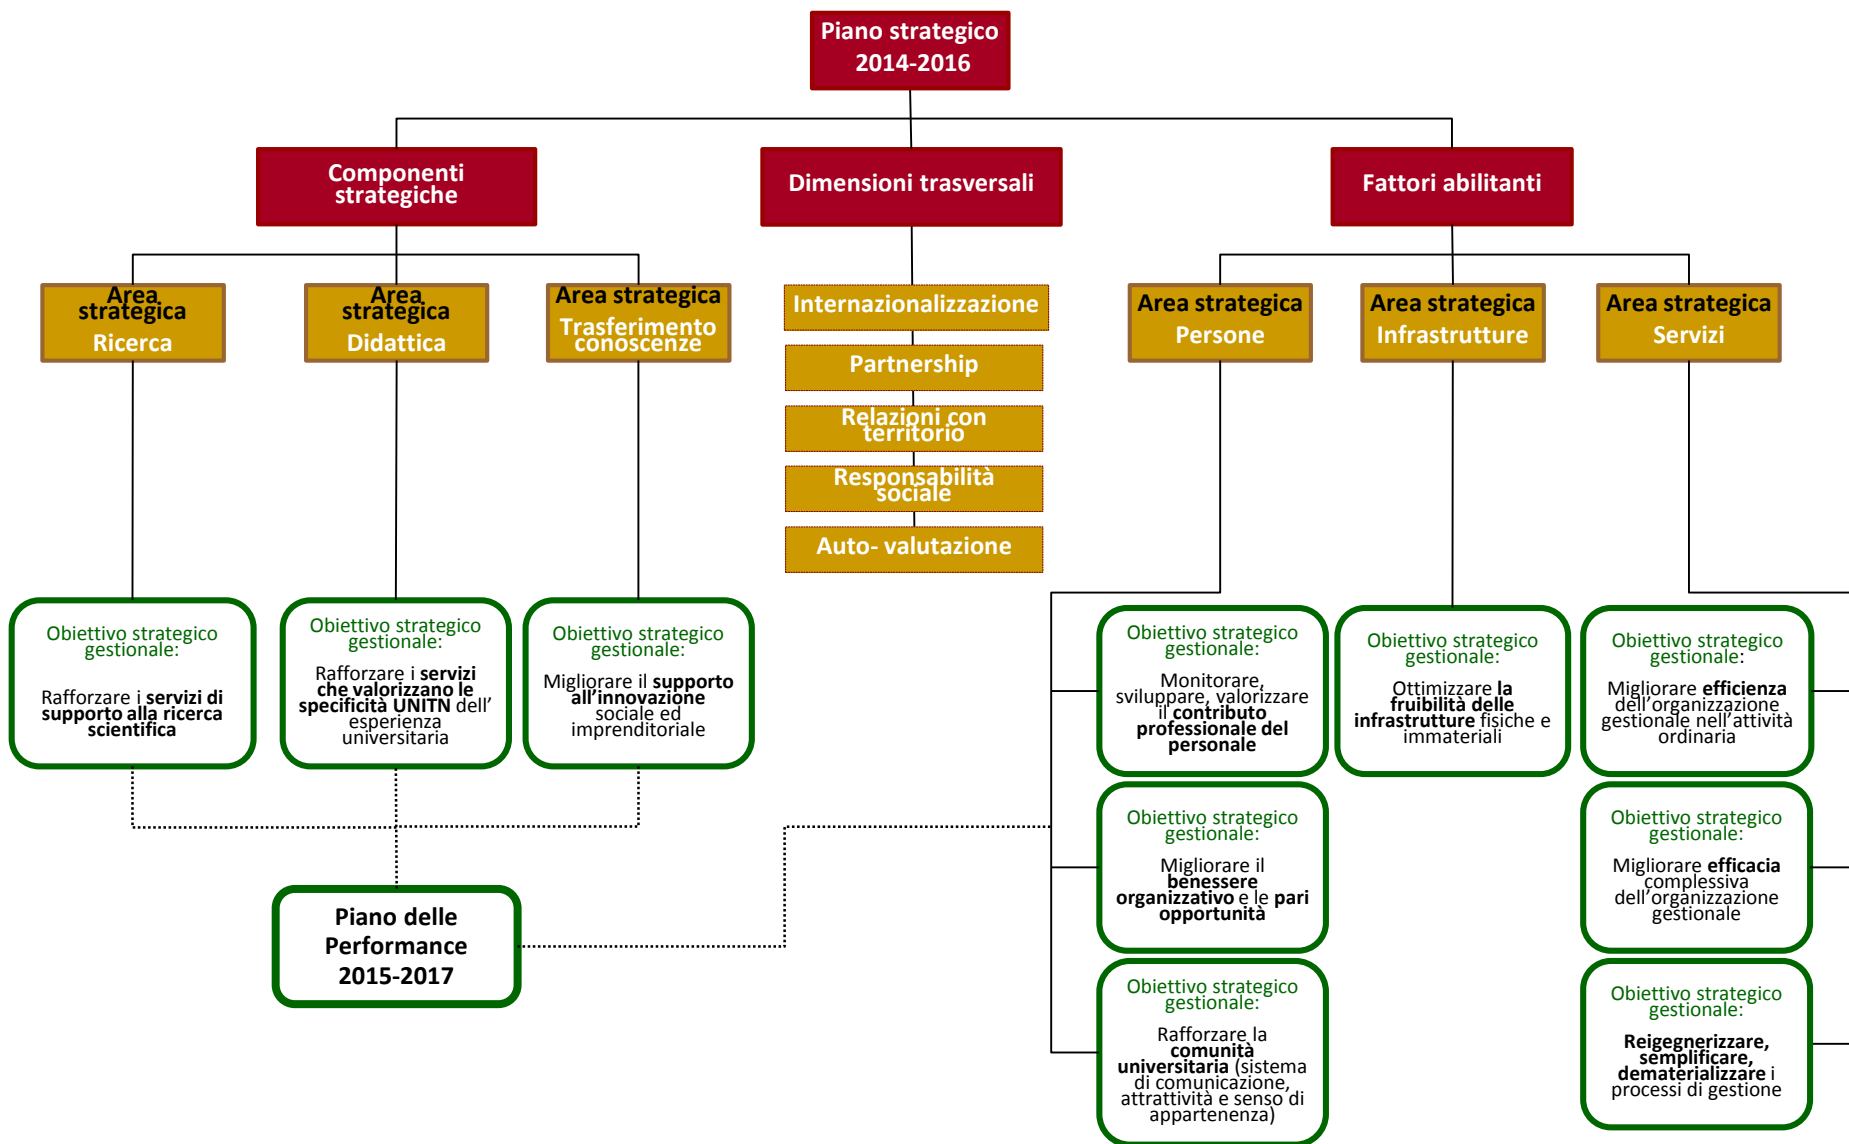 Piano strategico
2014-2016
Componenti
strategiche
Dimensioni trasversali
Fattori abilitanti
Area
strategica
Ricerca
Area
strategica
Didattica
Area strategica
Trasferimento
conoscenze
Internazionalizzazione
Partnership
Relazioni con
territorio
Responsabilità
sociale
Auto- valutazione
Area strategica
Persone
Area strategica
Infrastrutture
Area strategica
Servizi
Obiettivo strategico
gestionale:
Rafforzare i servizi di
supporto alla ricerca
scientifica
Obiettivo strategico
gestionale:
Rafforzare i servizi
che valorizzano le
specificità UNITN dell’
esperienza
universitaria
Obiettivo strategico
gestionale:
Migliorare il supporto
all’innovazione
sociale ed
imprenditoriale
Obiettivo strategico
gestionale:
Monitorare,
sviluppare, valorizzare
il contributo
professionale del
personale
Obiettivo strategico
gestionale:
Ottimizzare la
fruibilità delle
infrastrutture fisiche e
immateriali
Obiettivo strategico
gestionale:
Migliorare efficienza
dell’organizzazione
gestionale nell’attività
ordinaria
Obiettivo strategico
gestionale:
Migliorare il
benessere
organizzativo e le pari
opportunità
Obiettivo strategico
gestionale:
Migliorare efficacia
complessiva
dell’organizzazione
gestionale
Piano delle
Performance
2015-2017
Obiettivo strategico
gestionale:
Rafforzare la
comunità
universitaria (sistema
di comunicazione,
attrattività e senso di
appartenenza)
Obiettivo strategico
gestionale:
Reigegnerizzare,
semplificare,
dematerializzare i
processi di gestione